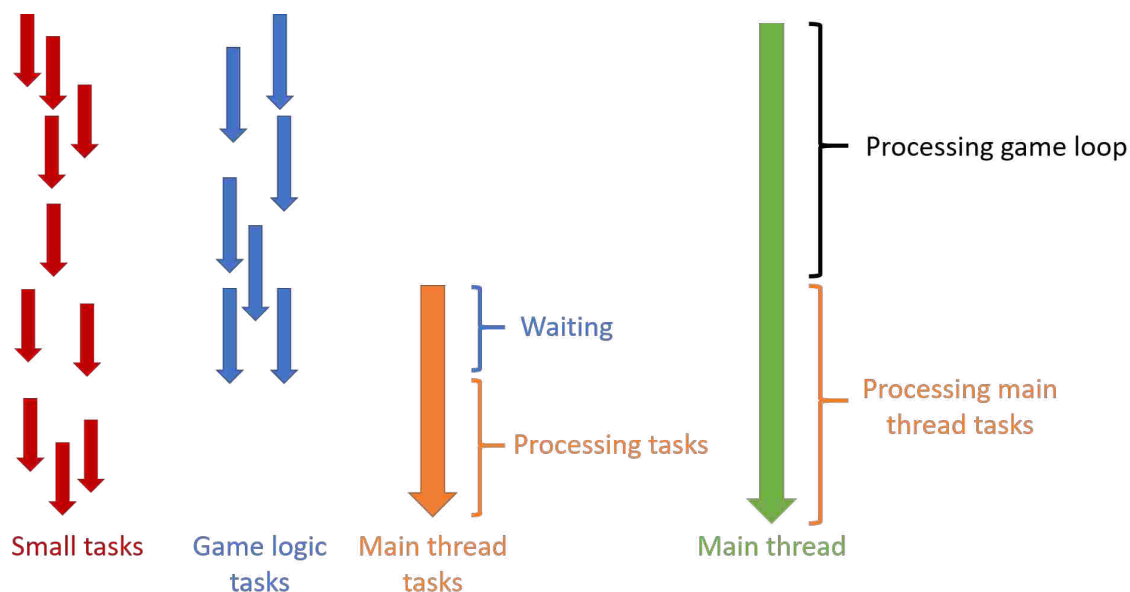 Processing game loop
Waiting
Processing main
thread tasks
Processing tasks
Small tasks
Game logic
tasks
Main thread
tasks
Main thread